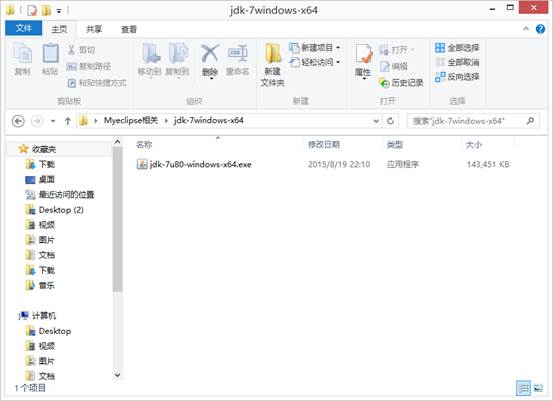 jdk-7windows-x64
文件 主页 共享 查看
复制
粘贴
剪切
复制路径
粘贴快捷方式
剪贴板
移动到
复制到
删除
重命名
组织
新建
文件夹
新建项目
轻松访问
新建
属性
打开
编辑
历史记录
打开
全部选择
全部取消
反向选择
选择
Myeclipse相关 jdk-7windows-x64
搜索"jdk-7windows-x64"
名称 修改日期 类型 大小
jdk-7u80-windows-x64.exe 2015/8/19 22:10 应用程序 143,451 KB
收藏夹
下载
桌面
最近访问的位置
Desktop (2)
视频
图片
文档
下载
音乐
计算机
Desktop
视频
图片
文档
1 个项目